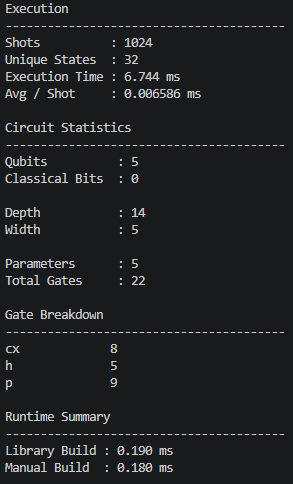 Execution
----------------------------------------
Shots          : 1024
Unique States  : 32
Execution Time : 6.744 ms
Avg / Shot     : 0.006586 ms

Circuit Statistics
----------------------------------------
Qubits          : 5
Classical Bits  : 0

Depth           : 14
Width           : 5

Parameters      : 5
Total Gates     : 22

Gate Breakdown
----------------------------------------
cx             8
h              5
p              9

Runtime Summary
----------------------------------------
Library Build : 0.190 ms
Manual Build  : 0.180 ms